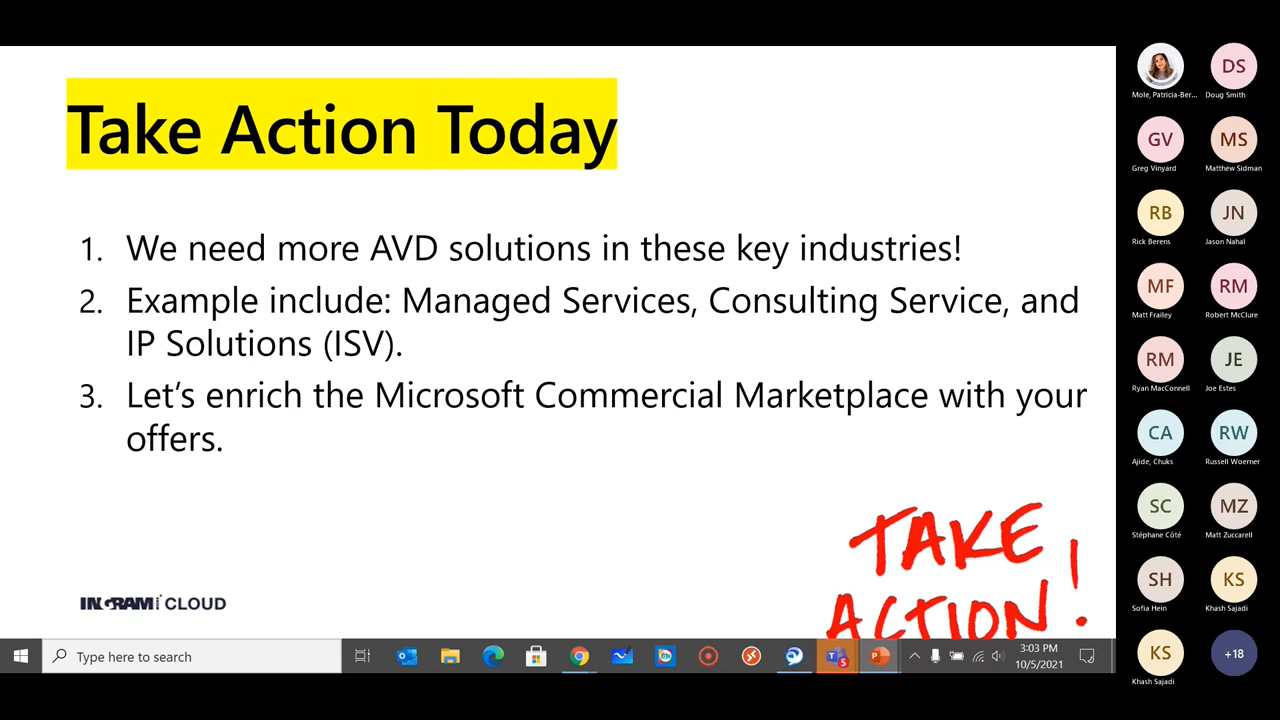 Take Action Today
1. We need more AVD solutions in these key industries!
2. Example include: Managed Services, Consulting Service, and
IP Solutions (ISV).
3. Let's enrich the Microsoft Commercial Marketplace with your
offers.
TAKE
ACTION!
INGRAM CLOUD
Type here to search
3:03 PM
10/5/2021
Mole, Patricia-Ber...
DS
Doug Smith
GV
Greg Vinyard
MS
Matthew Sidman
RB
Rick Berens
JN
Jason Nahal
MF
Matt Frailey
RM
Robert McClure
RM
Ryan MacConnell
JE
Joe Estes
CA
Ajide, Chuks
RW
Russell Woerner
SC
Stéphane Côté
MZ
Matt Zuccarell
SH
Sofia Hein
KS
Khash Sajadi
KS
Khash Sajadi
+18